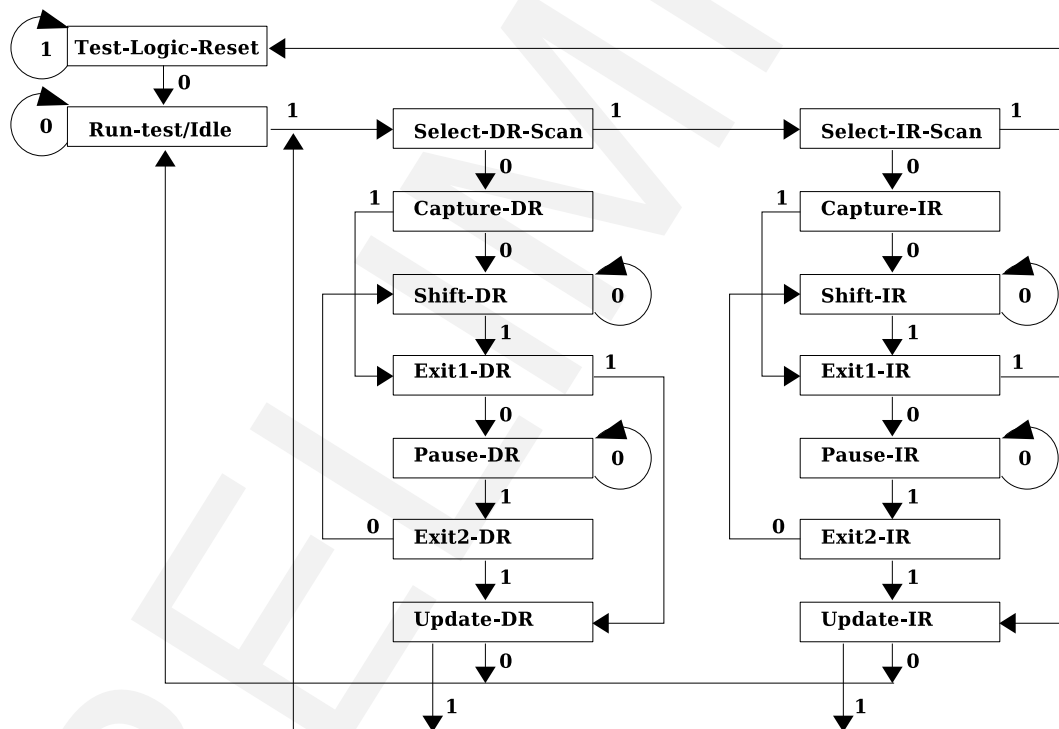 1 Test-Logic-Reset
0
0 Run-test/Idle 1 Select-DR-Scan 1 Select-IR-Scan 1
0 0
1 Capture-DR 1 Capture-IR
0 0
Shift-DR 0 Shift-IR 0
1 1
Exit1-DR 1 Exit1-IR 1
0 0
Pause-DR 0 Pause-IR 0
1 1
0 Exit2-DR 0 Exit2-IR
1 1
Update-DR Update-IR
0 0
1 1